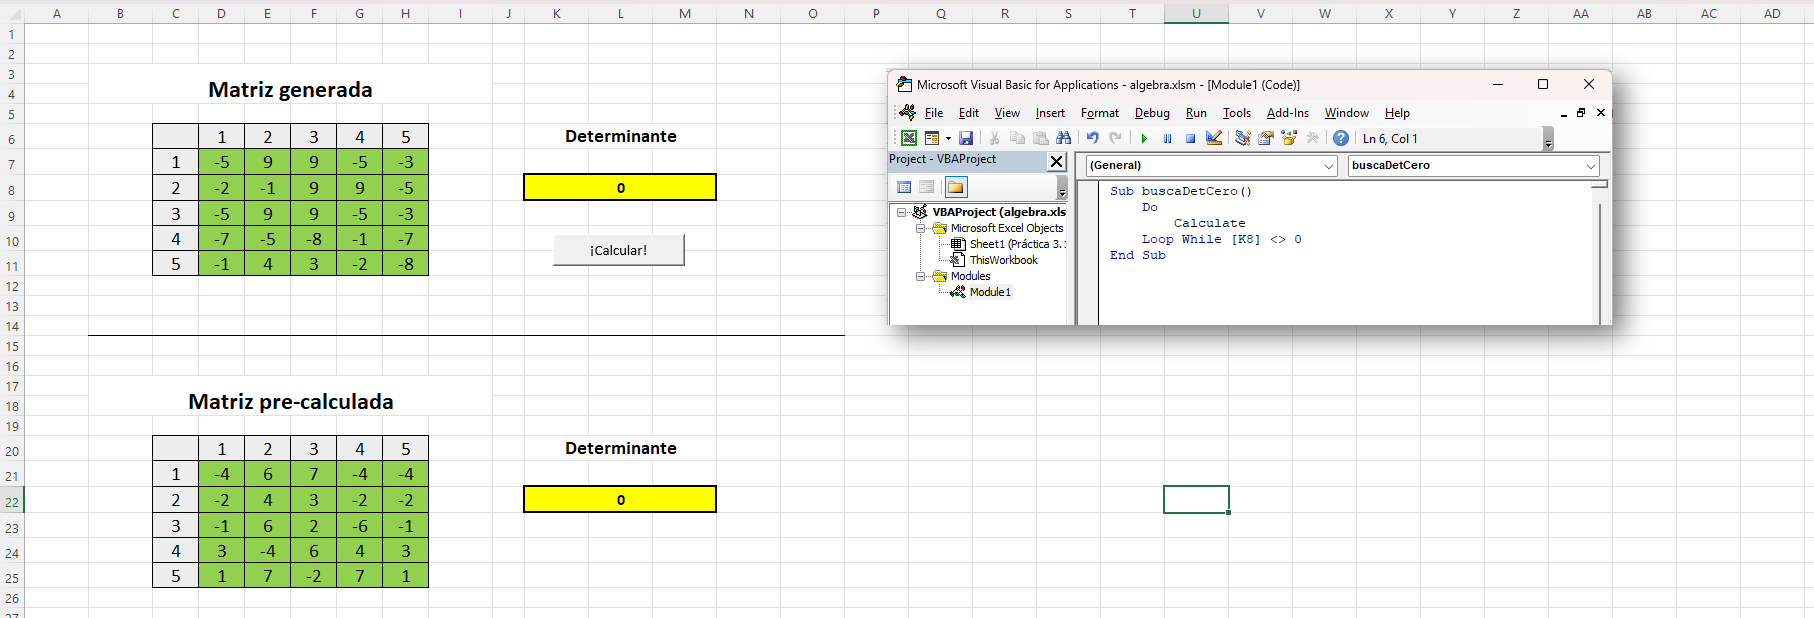 A B C D E F G H I J K L M N O P Q R S T U V W X Y Z AA AB AC AD
1
2
3
4
5
6
7
8
9
10
11
12
13
14
15
16
17
18
19
20
21
22
23
24
25
26
27
Matriz generada
1 2 3 4 5
1 -5 9 9 -5 -3
2 -2 -1 9 9 -5
3 -5 9 9 -5 -3
4 -7 -5 -8 -1 -7
5 -1 4 3 -2 -8
Determinante
0
¡Calcular!
Matriz pre-calculada
1 2 3 4 5
1 -4 6 7 -4 -4
2 -2 4 3 -2 -2
3 -1 6 2 -6 -1
4 3 -4 6 4 3
5 1 7 -2 7 1
Determinante
0
Microsoft Visual Basic for Applications - algebra.xlsm - [Module1 (Code)]
File Edit View Insert Format Debug Run Tools Add-Ins Window Help
Ln 6, Col 1
Project - VBAProject
VBAProject (algebra.xls
Microsoft Excel Objects
Sheet1 (Práctica 3.1
ThisWorkbook
Modules
Module1
(General)
buscaDetCero
Sub buscaDetCero()
Do
Calculate
Loop While [K8] <> 0
End Sub